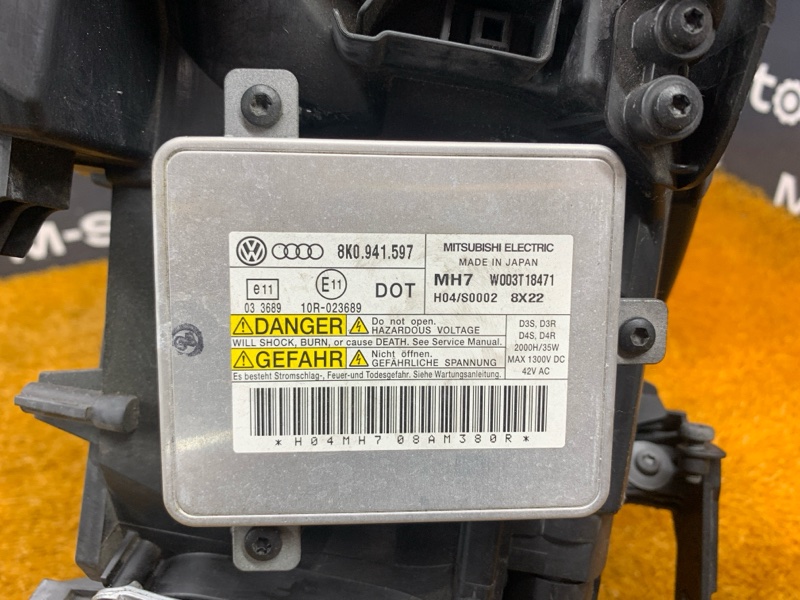 8K0.941.597
MITSUBISHI ELECTRIC
MADE IN JAPAN
MH7 W003T18471
H04/S0002 8X22
e11
E11
DOT
03 3689 10R-023689
DANGER
Do not open.
HAZARDOUS VOLTAGE
WILL SHOCK, BURN, or cause DEATH. See Service Manual.
GEFAHR
Nicht öffnen.
GEFÄHRLICHE SPANNUNG
Es besteht Stromschlag-, Feuer-und Todesgefahr. Siehe Wartungsanleitung.
D3S, D3R
D4S, D4R
2000H/35W
MAX 1300V DC
42V AC
*H04MH708AM380R*